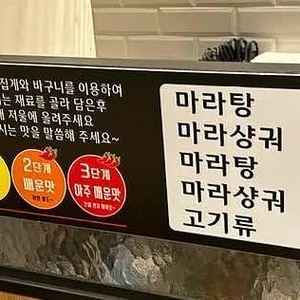 집게와 바구니를 이용하여
는 재료를 골라 담은후
저울에 올려주세요
시는 맛을 말씀해 주세요~
2단계
매운맛
3단계
아주 매운맛
마라탕
마라샹궈
마라탕
마라샹궈
고기류